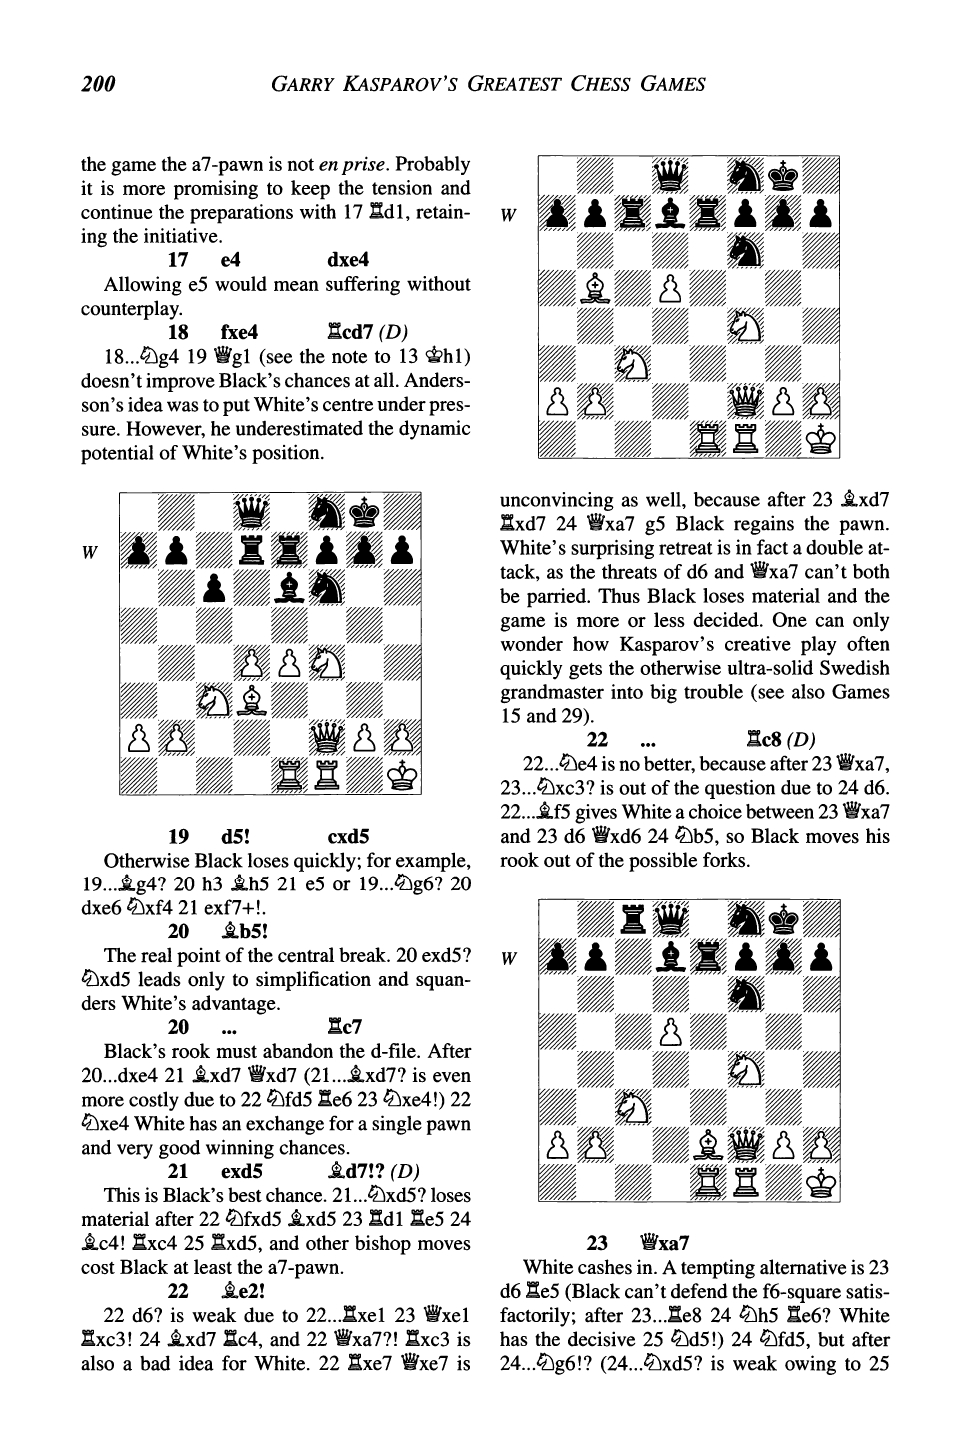 200
GARRY KASPAROV'S GREATEST CHESS GAMES
the game the a7-pawn is not en prise. Probably
it is more promising to keep the tension and
continue the preparations with 17 ♖d1, retain-
ing the initiative.
17 e4 dxe4
Allowing e5 would mean suffering without
counterplay.
18 fxe4 ♖cd7 (D)
18...♘g4 19 ♕g1 (see the note to 13 ♔h1)
doesn't improve Black's chances at all. Anders-
son's idea was to put White's centre under pres-
sure. However, he underestimated the dynamic
potential of White's position.
W
19 d5! cxd5
Otherwise Black loses quickly; for example,
19...♗g4? 20 h3 ♗h5 21 e5 or 19...♘g6? 20
dxe6 ♘xf4 21 exf7+!.
20 ♗b5!
The real point of the central break. 20 exd5?
♘xd5 leads only to simplification and squan-
ders White's advantage.
20 ... ♖c7
Black's rook must abandon the d-file. After
20...dxe4 21 ♗xd7 ♕xd7 (21...♗xd7? is even
more costly due to 22 ♘fd5 ♖e6 23 ♘xe4!) 22
♘xe4 White has an exchange for a single pawn
and very good winning chances.
21 exd5 ♗d7!? (D)
This is Black's best chance. 21...♘xd5? loses
material after 22 ♘fxd5 ♗xd5 23 ♖d1 ♖e5 24
♗c4! ♖xc4 25 ♖xd5, and other bishop moves
cost Black at least the a7-pawn.
22 ♗e2!
22 d6? is weak due to 22...♖xe1 23 ♕xe1
♖xc3! 24 ♗xd7 ♖c4, and 22 ♕xa7?! ♖xc3 is
also a bad idea for White. 22 ♖xe7 ♕xe7 is
W
unconvincing as well, because after 23 ♗xd7
♖xd7 24 ♕xa7 g5 Black regains the pawn.
White's surprising retreat is in fact a double at-
tack, as the threats of d6 and ♕xa7 can't both
be parried. Thus Black loses material and the
game is more or less decided. One can only
wonder how Kasparov's creative play often
quickly gets the otherwise ultra-solid Swedish
grandmaster into big trouble (see also Games
15 and 29).
22 ... ♖c8 (D)
22...♘e4 is no better, because after 23 ♕xa7,
23...♘xc3? is out of the question due to 24 d6.
22...♗f5 gives White a choice between 23 ♕xa7
and 23 d6 ♕xd6 24 ♘b5, so Black moves his
rook out of the possible forks.
W
23 ♕xa7
White cashes in. A tempting alternative is 23
d6 ♖e5 (Black can't defend the f6-square satis-
factorily; after 23...♖e8 24 ♘h5 ♖e6? White
has the decisive 25 ♘d5!) 24 ♘fd5, but after
24...♘g6!? (24...♘xd5? is weak owing to 25